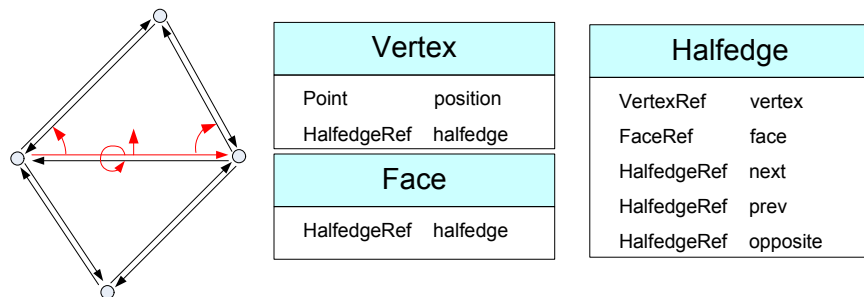 Vertex
Point position
HalfedgeRef halfedge
Face
HalfedgeRef halfedge
Halfedge
VertexRef vertex
FaceRef face
HalfedgeRef next
HalfedgeRef prev
HalfedgeRef opposite